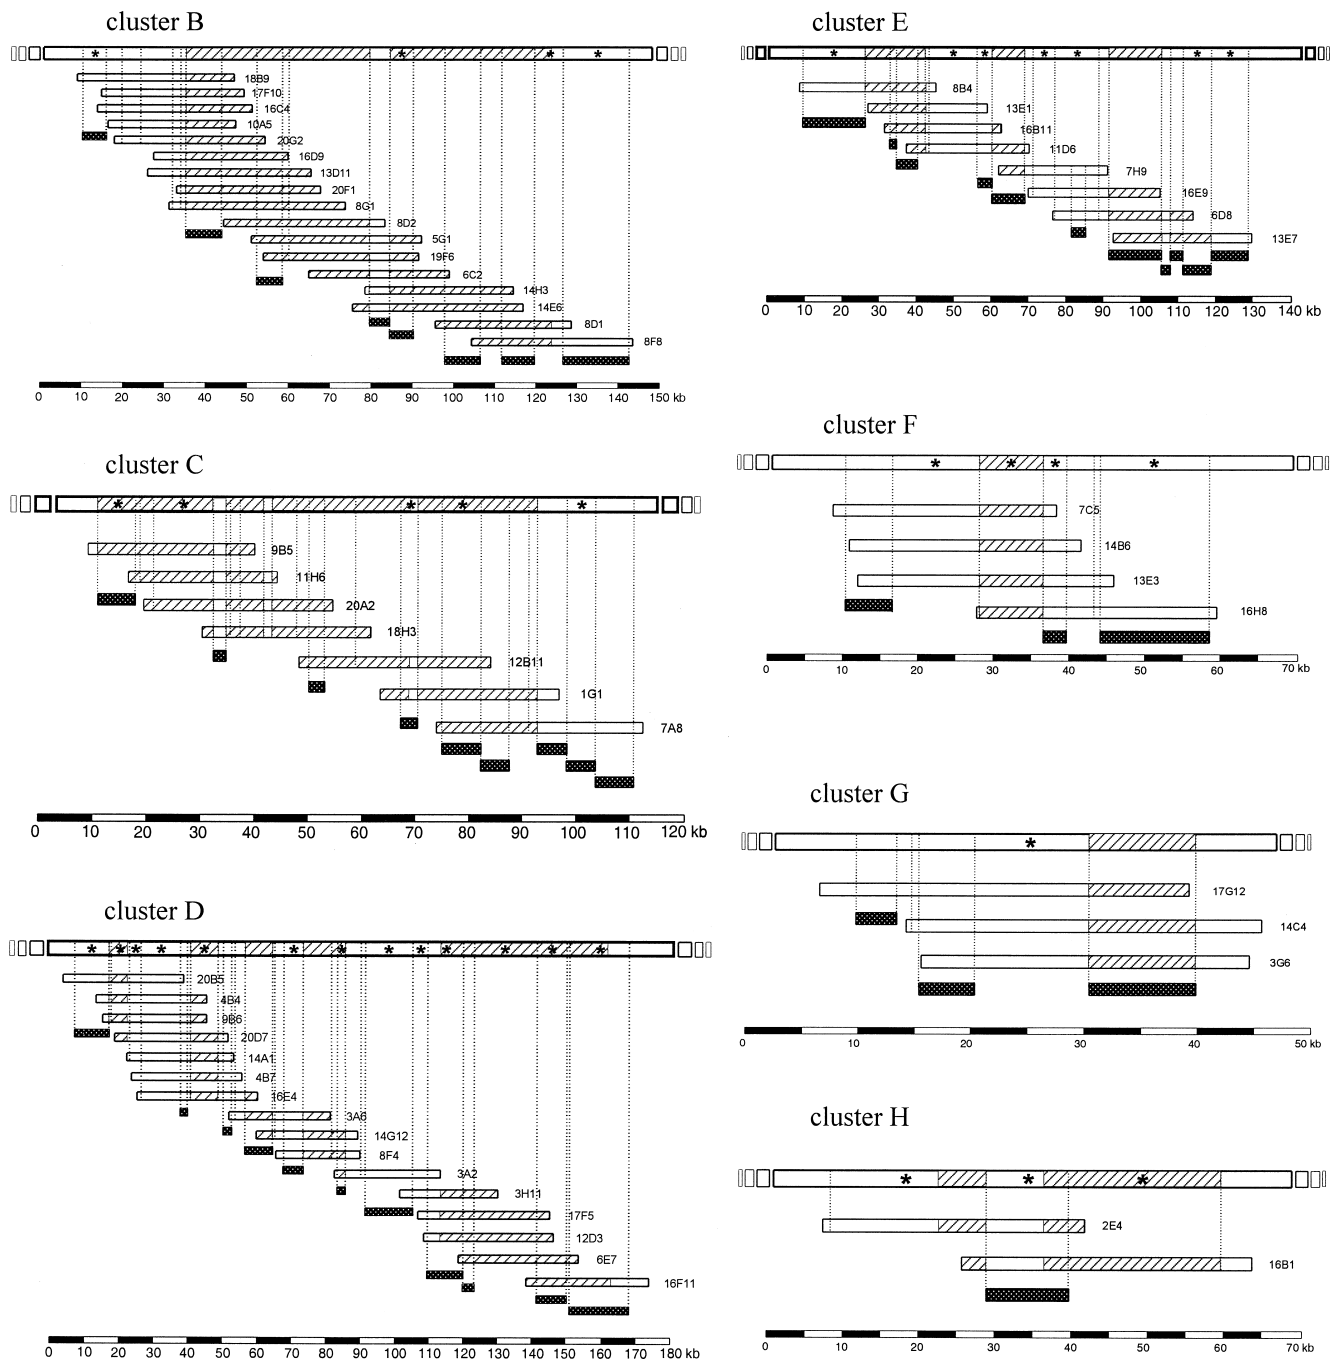 cluster B
* * * *
18B9
17F10
16C4
10A5
20G2
16D9
13D11
20F1
8G1
8D2
5G1
19F6
6C2
14H3
14E6
8D1
8F8
0 10 20 30 40 50 60 70 80 90 100 110 120 130 140 150 kb
cluster C
* * * * *
9B5
11H6
20A2
18H3
12B11
1G1
7A8
0 10 20 30 40 50 60 70 80 90 100 110 120 kb
cluster D
* * * * * * * * * * * * *
20B5
4B4
9B6
20D7
14A1
4B7
16E4
3A6
14G12
8F4
3A2
3H11
17F5
12D3
6E7
16F11
0 10 20 30 40 50 60 70 80 90 100 110 120 130 140 150 160 170 180 kb
cluster E
* * * * * * *
8B4
13E1
16B11
11D6
7H9
16E9
6D8
13E7
0 10 20 30 40 50 60 70 80 90 100 110 120 130 140 kb
cluster F
* * * *
7C5
14B6
13E3
16H8
0 10 20 30 40 50 60 70 kb
cluster G
*
17G12
14C4
3G6
0 10 20 30 40 50 kb
cluster H
* * *
2E4
16B1
0 10 20 30 40 50 60 70 kb